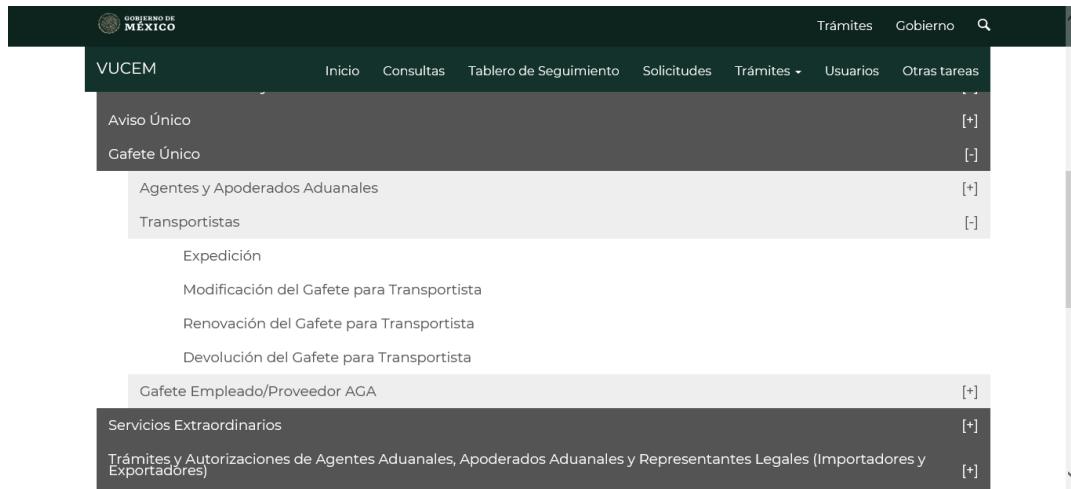 GOBIERNO DE
MÉXICO
Trámites Gobierno
VUCEM
Inicio Consultas Tablero de Seguimiento Solicitudes Trámites Usuarios Otras tareas
Aviso Único [+]
Gafete Único [-]
Agentes y Apoderados Aduanales [+]
Transportistas [-]
Expedición
Modificación del Gafete para Transportista
Renovación del Gafete para Transportista
Devolución del Gafete para Transportista
Gafete Empleado/Proveedor AGA [+]
Servicios Extraordinarios [+]
Trámites y Autorizaciones de Agentes Aduanales, Apoderados Aduanales y Representantes Legales (Importadores y
Exportadores) [+]